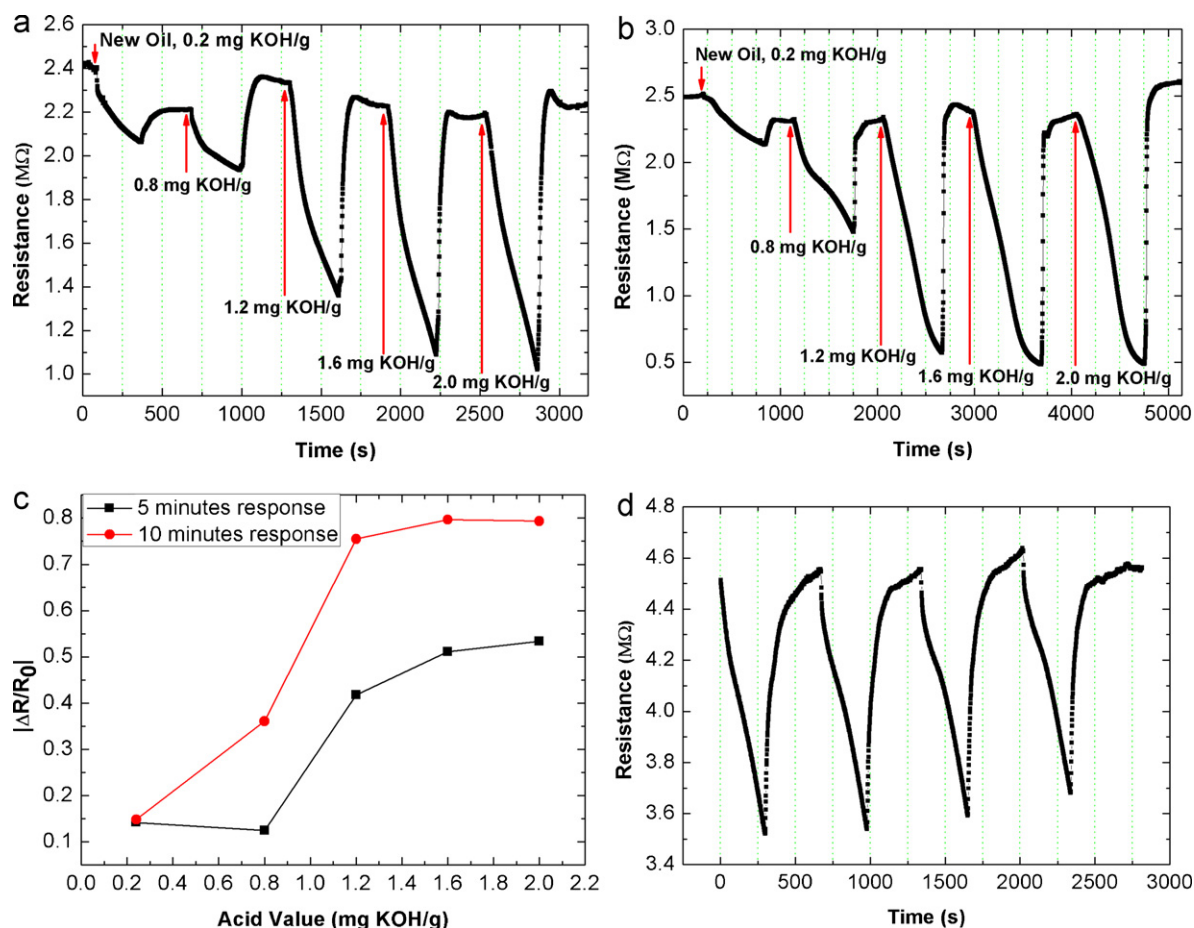 a
New Oil, 0.2 mg KOH/g
2.6
2.4
2.2
2.0
1.8
1.6
1.4
1.2
1.0
Resistance (MΩ)
0.8 mg KOH/g
1.2 mg KOH/g
1.6 mg KOH/g
2.0 mg KOH/g
0 500 1000 1500 2000 2500 3000
Time (s)
b
New Oil, 0.2 mg KOH/g
3.0
2.5
2.0
1.5
1.0
0.5
Resistance (MΩ)
0.8 mg KOH/g
1.2 mg KOH/g
1.6 mg KOH/g
2.0 mg KOH/g
0 1000 2000 3000 4000 5000
Time (s)
c
5 minutes response
10 minutes response
0.8
0.7
0.6
0.5
0.4
0.3
0.2
0.1
|ΔR/R0|
0.0 0.2 0.4 0.6 0.8 1.0 1.2 1.4 1.6 1.8 2.0 2.2
Acid Value (mg KOH/g)
d
4.8
4.6
4.4
4.2
4.0
3.8
3.6
3.4
Resistance (MΩ)
0 500 1000 1500 2000 2500 3000
Time (s)